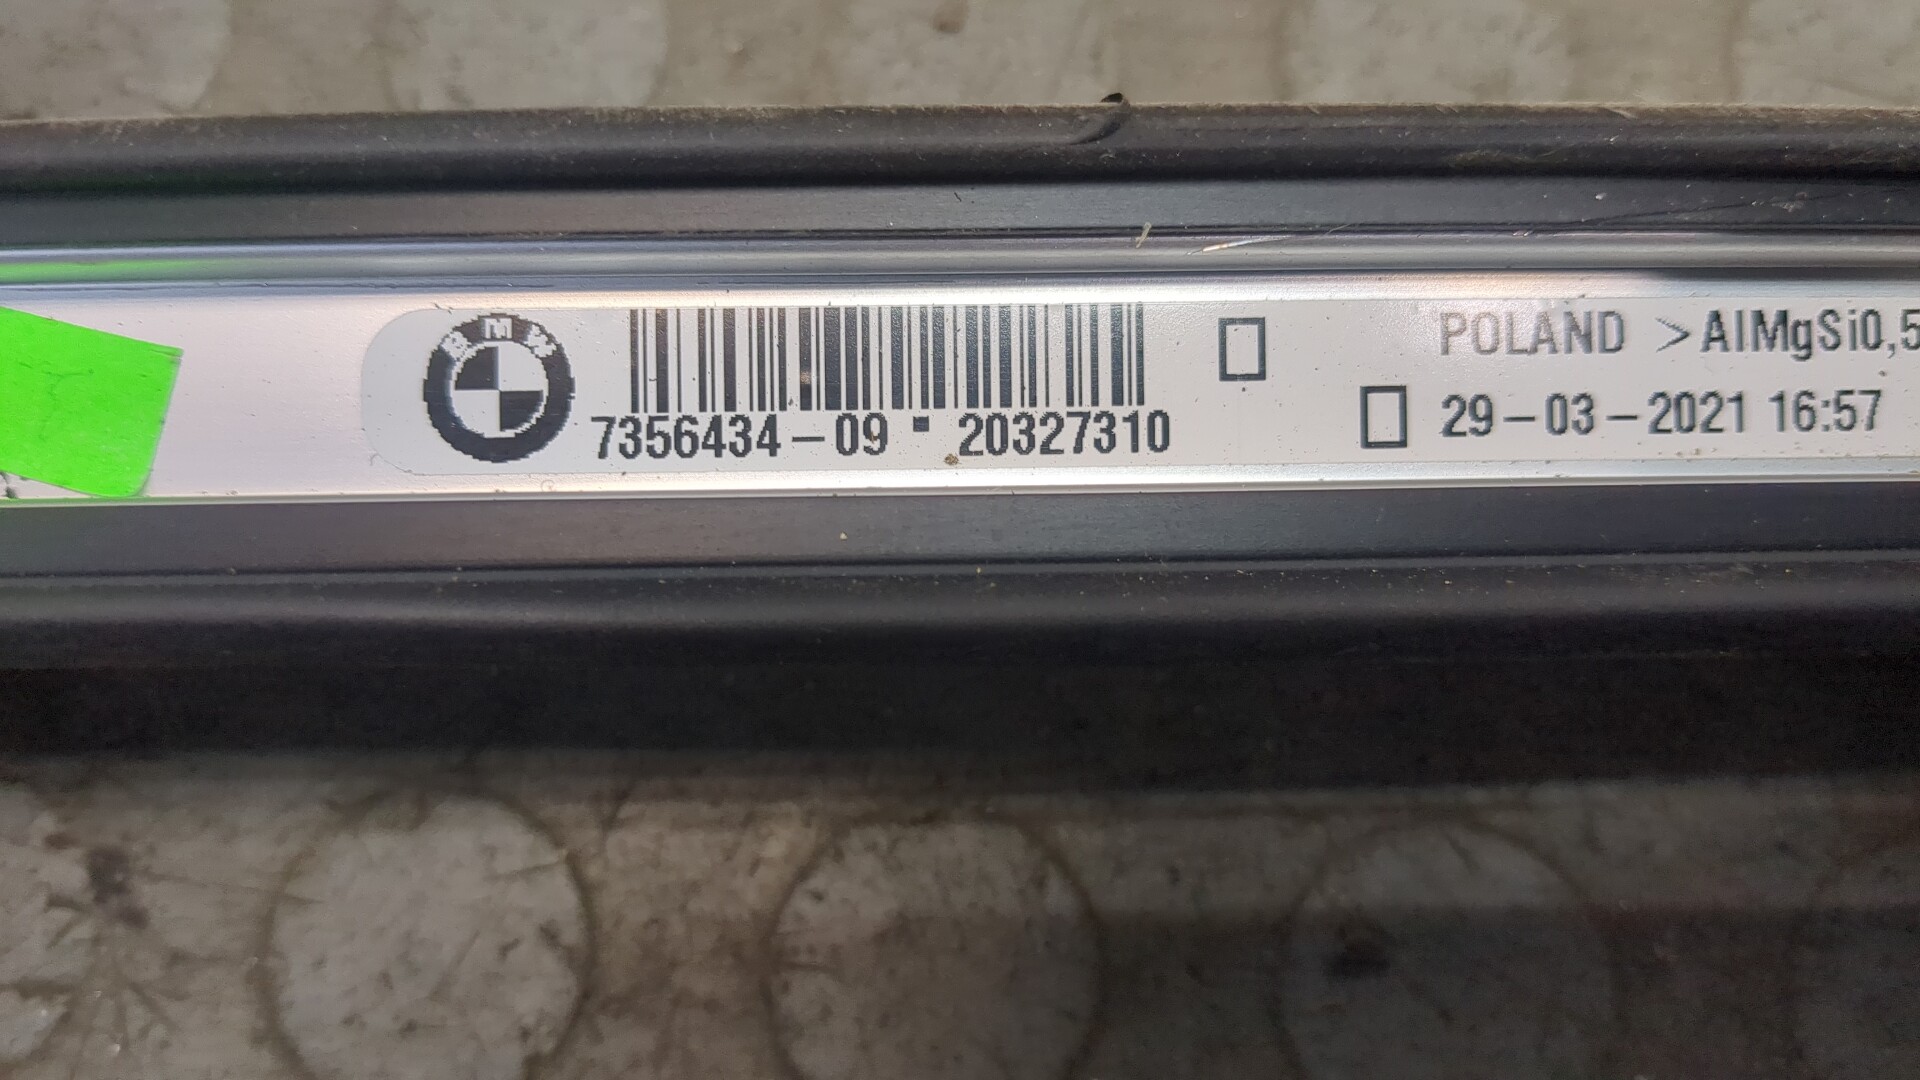 BMW
7356434-09 20327310
POLAND >AlMgSi0,5
29-03-2021 16:57